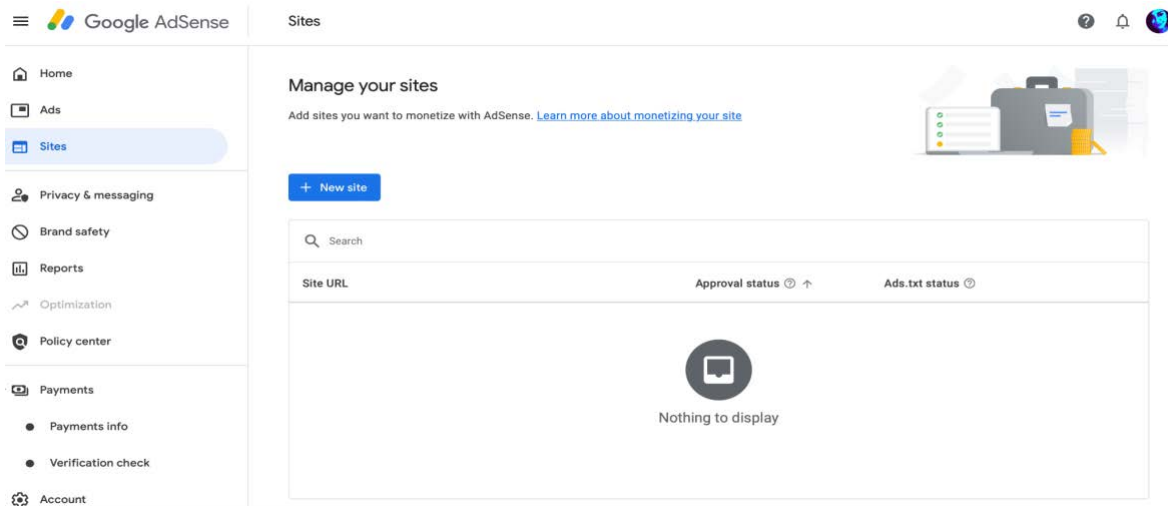 Google AdSense
Sites
Home
Ads
Sites
Privacy & messaging
Brand safety
Reports
Optimization
Policy center
Payments
Payments info
Verification check
Account
Manage your sites
Add sites you want to monetize with AdSense. Learn more about monetizing your site
+ New site
Search
Site URL Approval status Ads.txt status
Nothing to display